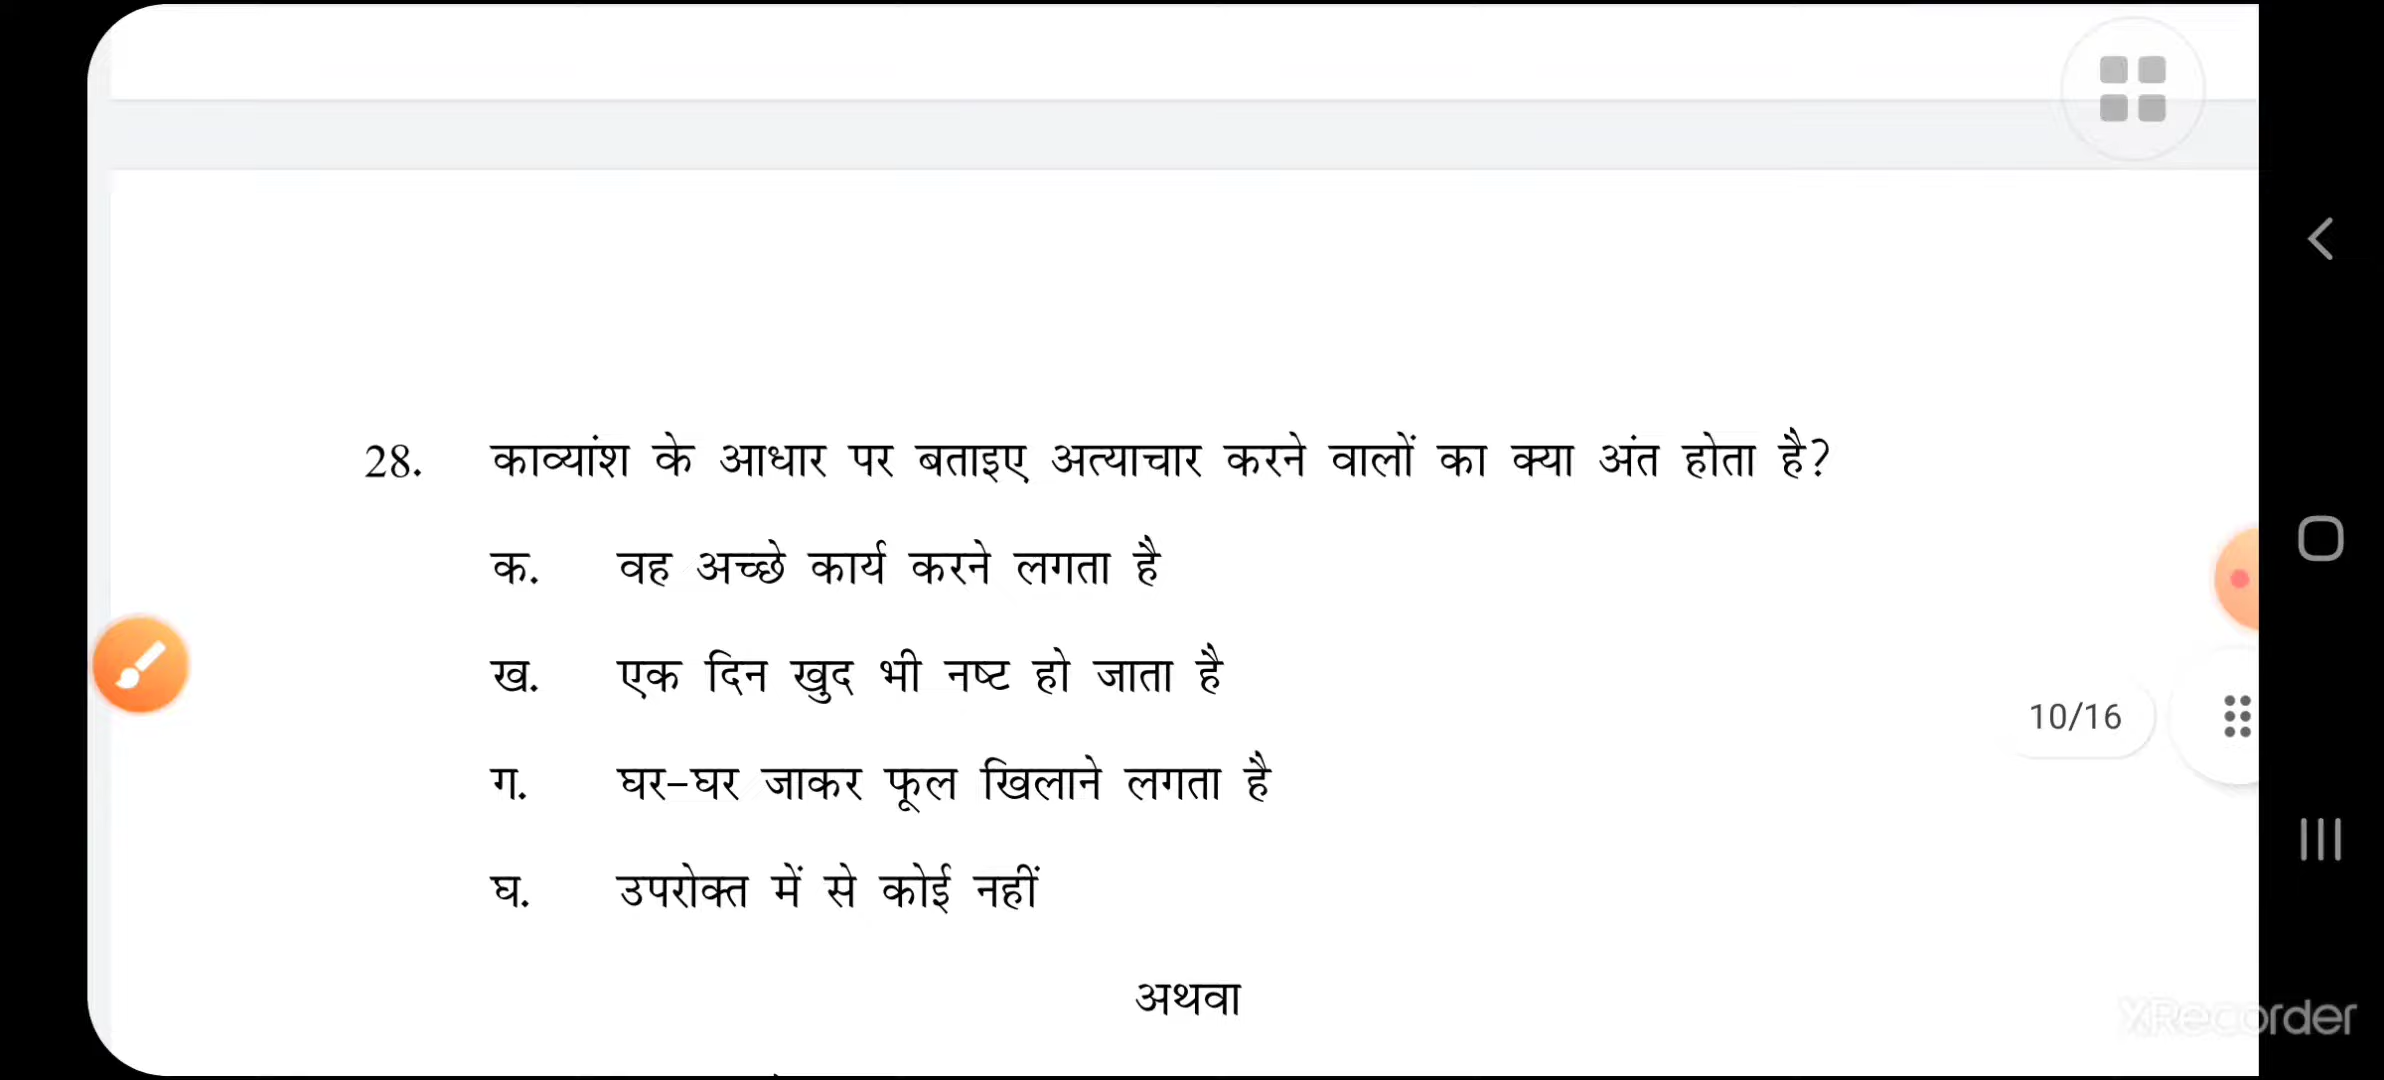 28. काव्यांश के आधार पर बताइए अत्याचार करने वालों का क्या अंत होता है?
क. वह अच्छे कार्य करने लगता है
ख. एक दिन खुद भी नष्ट हो जाता है
10/16
ग. घर-घर जाकर फूल खिलाने लगता है
घ. उपरोक्त में से कोई नहीं
अथवा
XRecorder